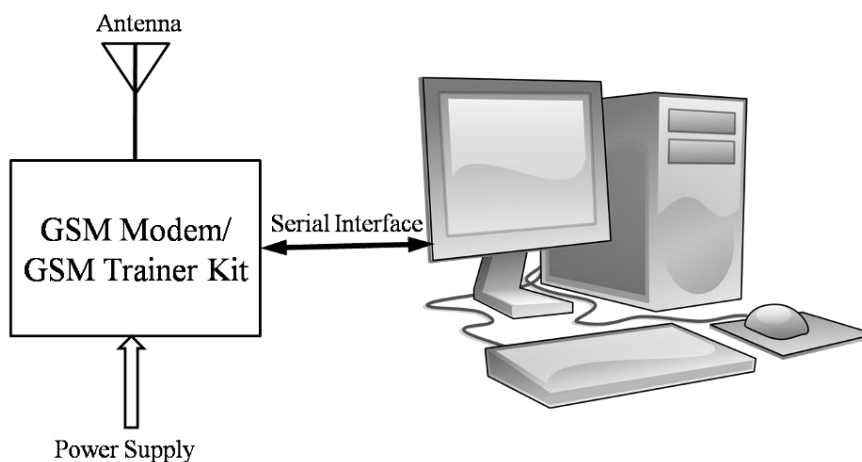 Antenna
GSM Modem/
GSM Trainer Kit
Serial Interface
Power Supply